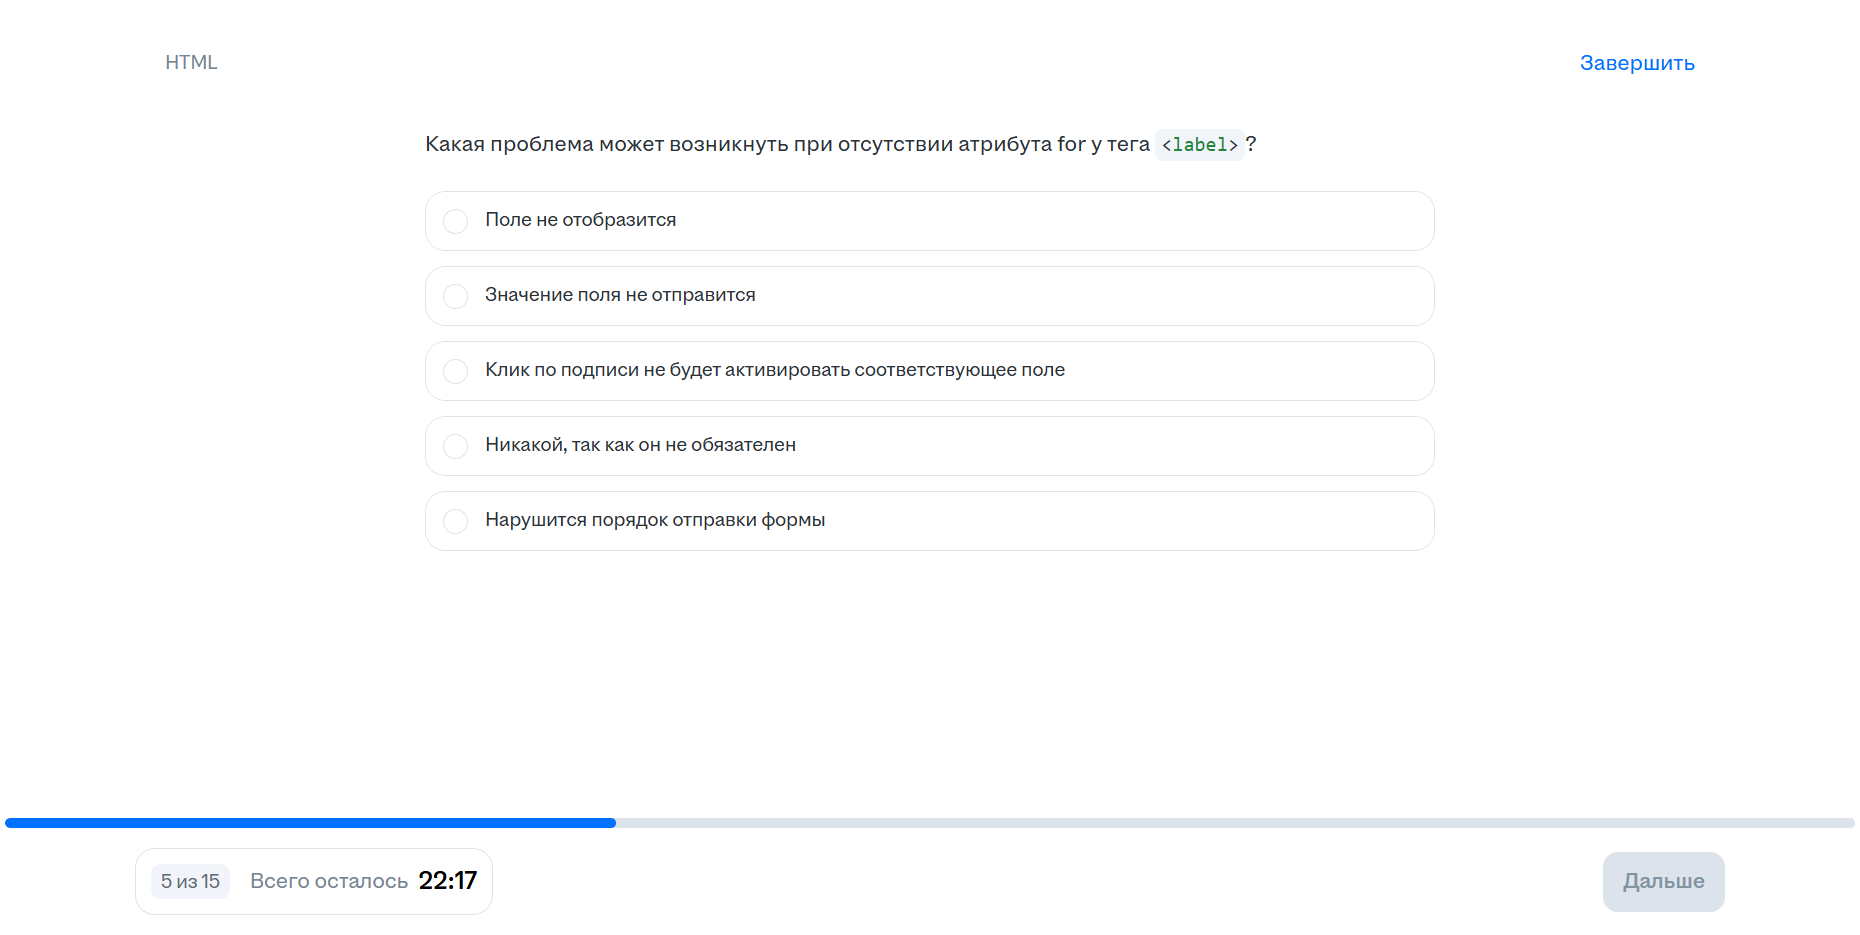 HTML
Завершить
Какая проблема может возникнуть при отсутствии атрибута for у тега <label>?
Поле не отобразится
Значение поля не отправится
Клик по подписи не будет активировать соответствующее поле
Никакой, так как он не обязателен
Нарушится порядок отправки формы
5 из 15 Всего осталось 22:17
Дальше